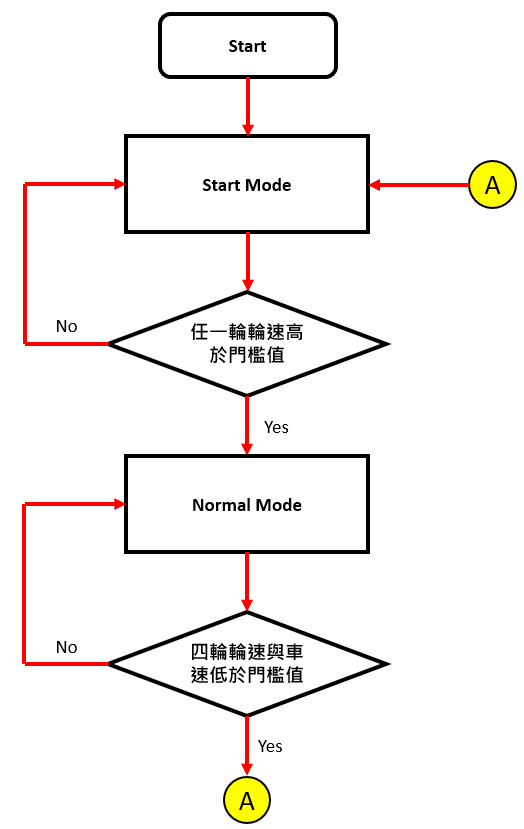 Start
Start Mode
A
任一輪輪速高
於門檻值
No
Yes
Normal Mode
四輪輪速與車
速低於門檻值
No
Yes
A